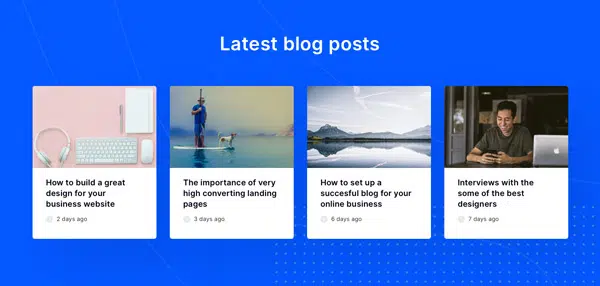 Latest blog posts
How to build a great
design for your
business website
2 days ago
The importance of very
high converting landing
pages
3 days ago
How to set up a
succesful blog for your
online business
6 days ago
Interviews with the
some of the best
designers
7 days ago